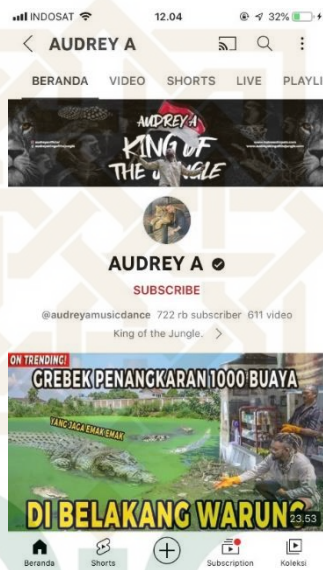 INDOSAT 12.04 32%
AUDREY A
BERANDA VIDEO SHORTS LIVE PLAYLI
AUDREY A
KING OF
THE JUNGLE
AUDREY A
SUBSCRIBE
@audreyamusicdance 722 rb subscriber 611 video
King of the Jungle.
ON TRENDING!
GREBEK PENANGKARAN 1000 BUAYA
YANG JAGA EMAK EMAK
DI BELAKANG WARUNG
23.53
Beranda Shorts Subscription Koleksi